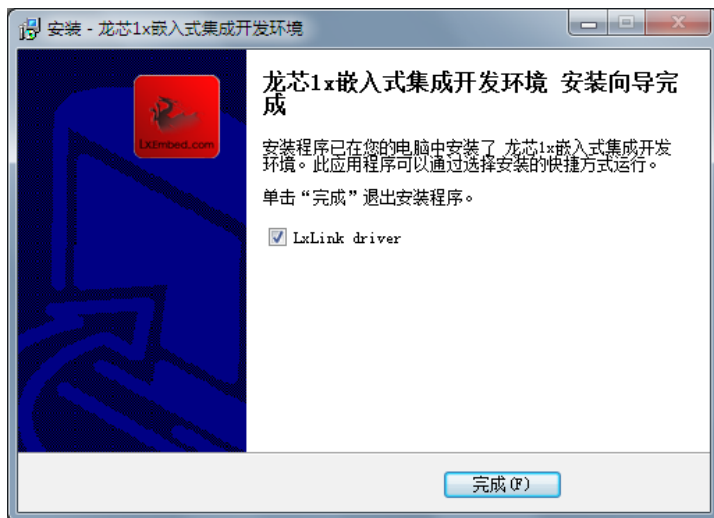 安装 - 龙芯1x嵌入式集成开发环境
LXEmbed.com
龙芯1x嵌入式集成开发环境 安装向导完
成
安装程序已在您的电脑中安装了 龙芯1x嵌入式集成开发
环境。此应用程序可以通过选择安装的快捷方式运行。
单击“完成”退出安装程序。
LxLink driver
完成(F)